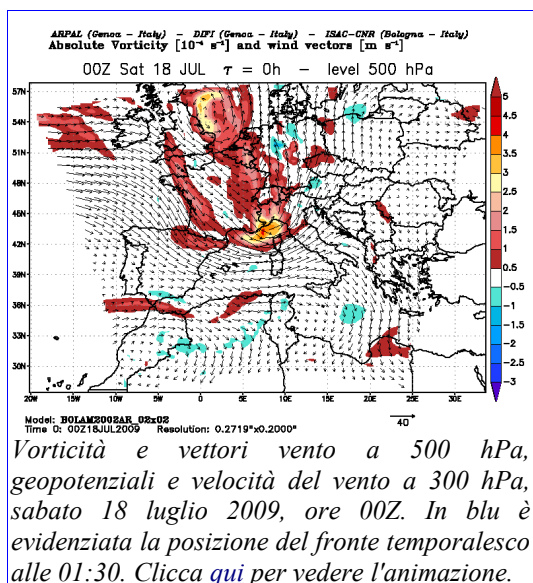 ARPAL (Genoa - Italy) - DIFI (Genoa - Italy) - ISAC-CNR (Bologna - Italy)
Absolute Vorticity [10⁻⁴ s⁻¹] and wind vectors [m s⁻¹]
00Z Sat 18 JUL τ = 0h - level 500 hPa
57N
54N
51N
48N
45N
42N
39N
36N
33N
30N
20W 15W 10W 5W 0 5E 10E 15E 20E 25E 30E
5
4.5
4
3.5
3
2.5
2
1.5
1
0.5
-0.5
-1
-1.5
-2
-2.5
-3
Model: BOLAM2002AR_02x02
Time 0: 00Z18JUL2009 Resolution: 0.2719°x0.2000°
40
Vorticità e vettori vento a 500 hPa,
geopotenziali e velocità del vento a 300 hPa,
sabato 18 luglio 2009, ore 00Z. In blu è
evidenziata la posizione del fronte temporalesco
alle 01:30. Clicca qui per vedere l'animazione.